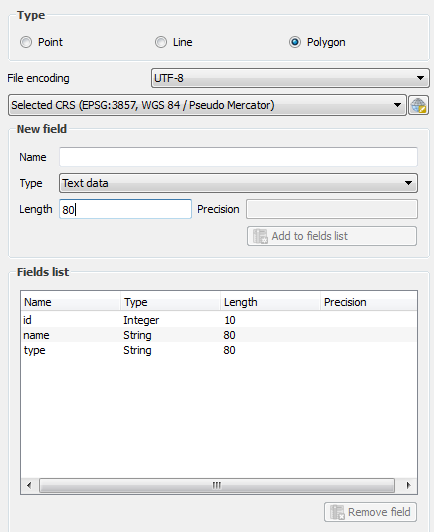 Type
Point Line Polygon
File encoding UTF-8
Selected CRS (EPSG:3857, WGS 84 / Pseudo Mercator)
New field
Name
Type Text data
Length 80 Precision
Add to fields list
Fields list
Name Type Length Precision
id Integer 10
name String 80
type String 80
Remove field